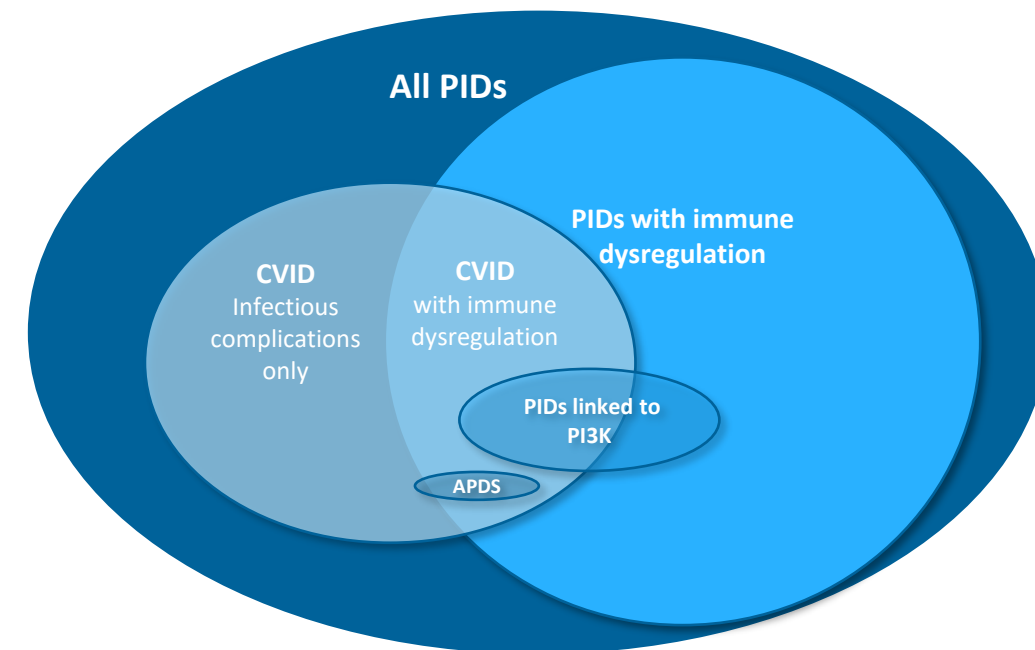 All PIDs
PIDs with immune
dysregulation
CVID
Infectious
complications
only
CVID
with immune
dysregulation
PIDs linked to
PI3K
APDS